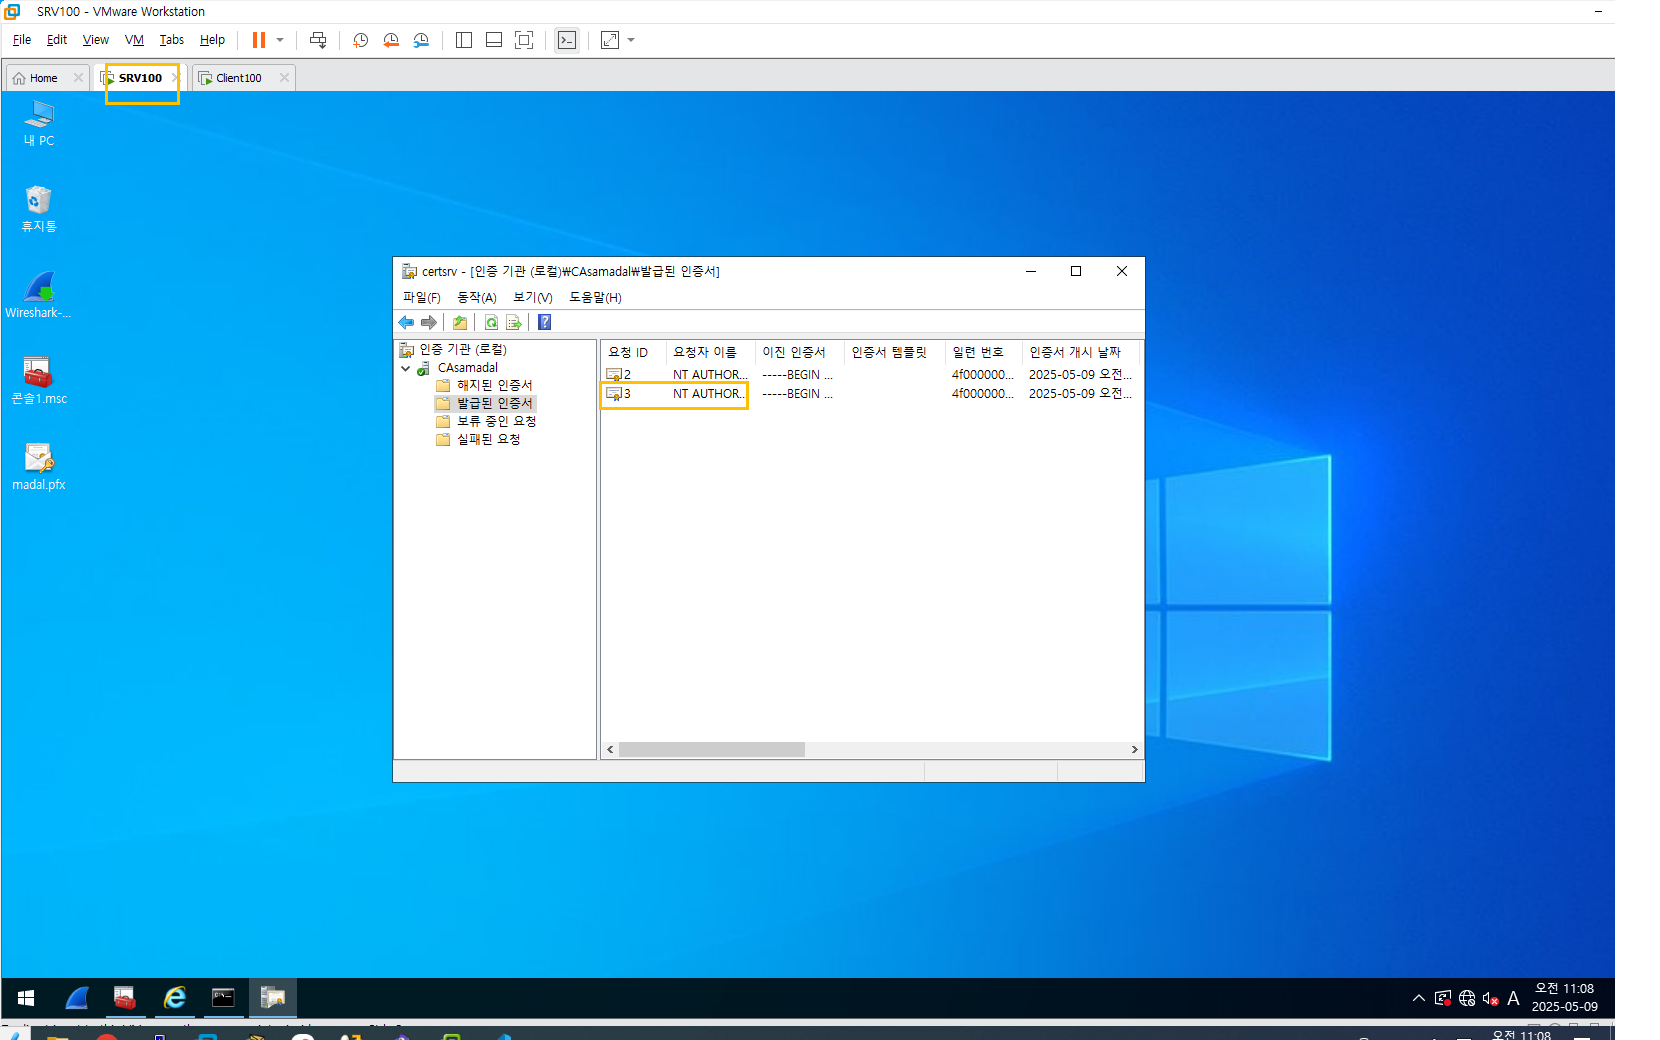 SRV100 - VMware Workstation
File Edit View VM Tabs Help
Home SRV100 Client100
내 PC
휴지통
Wireshark-...
콘솔1.msc
madal.pfx
certsrv - [인증 기관 (로컬)₩CAsamadal₩발급된 인증서]
파일(F) 동작(A) 보기(V) 도움말(H)
인증 기관 (로컬)
CAsamadal
해지된 인증서
발급된 인증서
보류 중인 요청
실패된 요청
요청 ID 요청자 이름 이진 인증서 인증서 템플릿 일련 번호 인증서 개시 날짜
2 NT AUTHOR... -----BEGIN ... 4f000000... 2025-05-09 오전...
3 NT AUTHOR... -----BEGIN ... 4f000000... 2025-05-09 오전...
A
오전 11:08
2025-05-09
오전 11:08